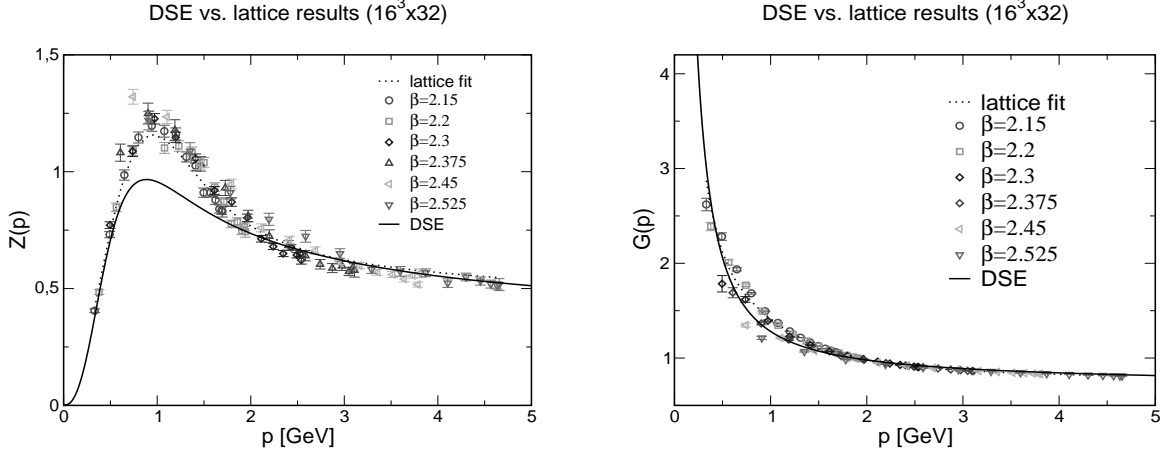 DSE vs. lattice results (16³x32)
1,5
1
0,5
0
0
1
2
3
4
5
Z(p)
p [GeV]
lattice fit
β=2.15
β=2.2
β=2.3
β=2.375
β=2.45
β=2.525
DSE
DSE vs. lattice results (16³x32)
4
3
2
1
0
1
2
3
4
5
G(p)
p [GeV]
lattice fit
β=2.15
β=2.2
β=2.3
β=2.375
β=2.45
β=2.525
DSE